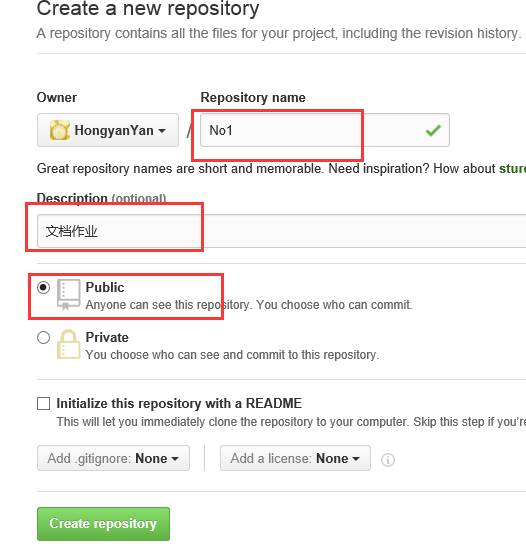 Create a new repository
A repository contains all the files for your project, including the revision history.
Owner Repository name
HongyanYan / No1
Great repository names are short and memorable. Need inspiration? How about
Description (optional)
文档作业
Public
Anyone can see this repository. You choose who can commit.
Private
You choose who can see and commit to this repository.
Initialize this repository with a README
This will let you immediately clone the repository to your computer. Skip this step if you're
Add .gitignore: None Add a license: None
Create repository